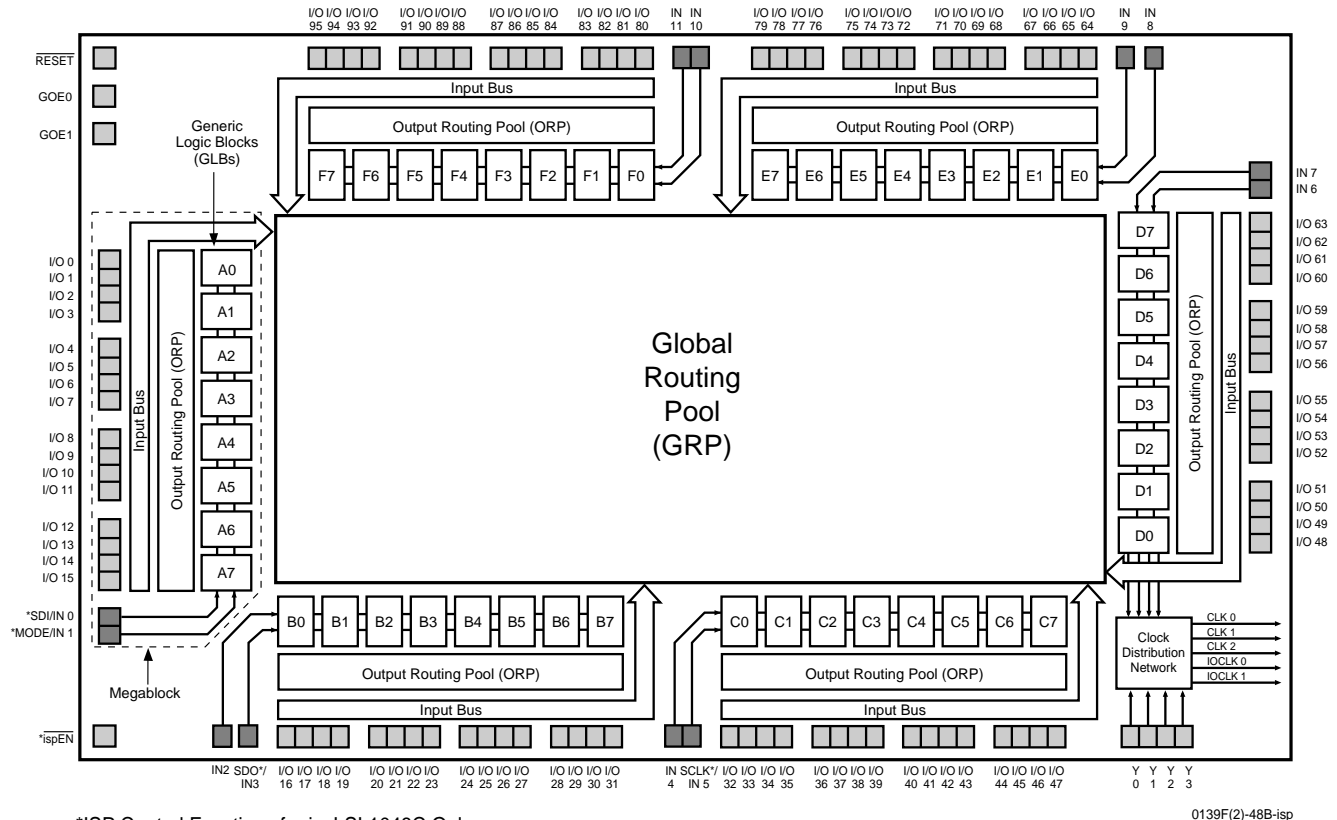 I/O I/O I/O I/O
95 94 93 92
I/O I/O I/O I/O
91 90 89 88
I/O I/O I/O I/O
87 86 85 84
I/O I/O I/O I/O
83 82 81 80
IN IN
11 10
I/O I/O I/O I/O
79 78 77 76
I/O I/O I/O I/O
75 74 73 72
I/O I/O I/O I/O
71 70 69 68
I/O I/O I/O I/O
67 66 65 64
IN
9
IN
8
RESET
GOE0
GOE1
Input Bus
Output Routing Pool (ORP)
F7 F6 F5 F4 F3 F2 F1 F0
Input Bus
Output Routing Pool (ORP)
E7 E6 E5 E4 E3 E2 E1 E0
Generic
Logic Blocks
(GLBs)
IN 7
IN 6
I/O 0
I/O 1
I/O 2
I/O 3
I/O 4
I/O 5
I/O 6
I/O 7
I/O 8
I/O 9
I/O 10
I/O 11
I/O 12
I/O 13
I/O 14
I/O 15
*SDI/IN 0
*MODE/IN 1
Input Bus
Output Routing Pool (ORP)
A0
A1
A2
A3
A4
A5
A6
A7
Megablock
Global
Routing
Pool
(GRP)
D7
D6
D5
D4
D3
D2
D1
D0
Output Routing Pool (ORP)
Input Bus
I/O 63
I/O 62
I/O 61
I/O 60
I/O 59
I/O 58
I/O 57
I/O 56
I/O 55
I/O 54
I/O 53
I/O 52
I/O 51
I/O 50
I/O 49
I/O 48
B0 B1 B2 B3 B4 B5 B6 B7
Output Routing Pool (ORP)
Input Bus
C0 C1 C2 C3 C4 C5 C6 C7
Output Routing Pool (ORP)
Input Bus
Clock
Distribution
Network
CLK 0
CLK 1
CLK 2
IOCLK 0
IOCLK 1
*ispEN
IN2
SDO*/
IN3
I/O I/O I/O I/O
16 17 18 19
I/O I/O I/O I/O
20 21 22 23
I/O I/O I/O I/O
24 25 26 27
I/O I/O I/O I/O
28 29 30 31
IN
4
SCLK*/
IN 5
I/O I/O I/O I/O
32 33 34 35
I/O I/O I/O I/O
36 37 38 39
I/O I/O I/O I/O
40 41 42 43
I/O I/O I/O I/O
44 45 46 47
Y Y Y Y
0 1 2 3
0139F(2)-48B-isp